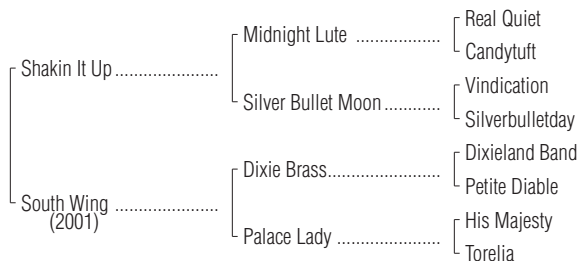 Real Quiet
Midnight Lute ...................
Candytuft
Shakin It Up .......................
Vindication
Silver Bullet Moon ............
Silverbulletday
Dixieland Band
Dixie Brass.........................
Petite Diable
South Wing .......................
(2001)
His Majesty
Palace Lady .......................
Torelia